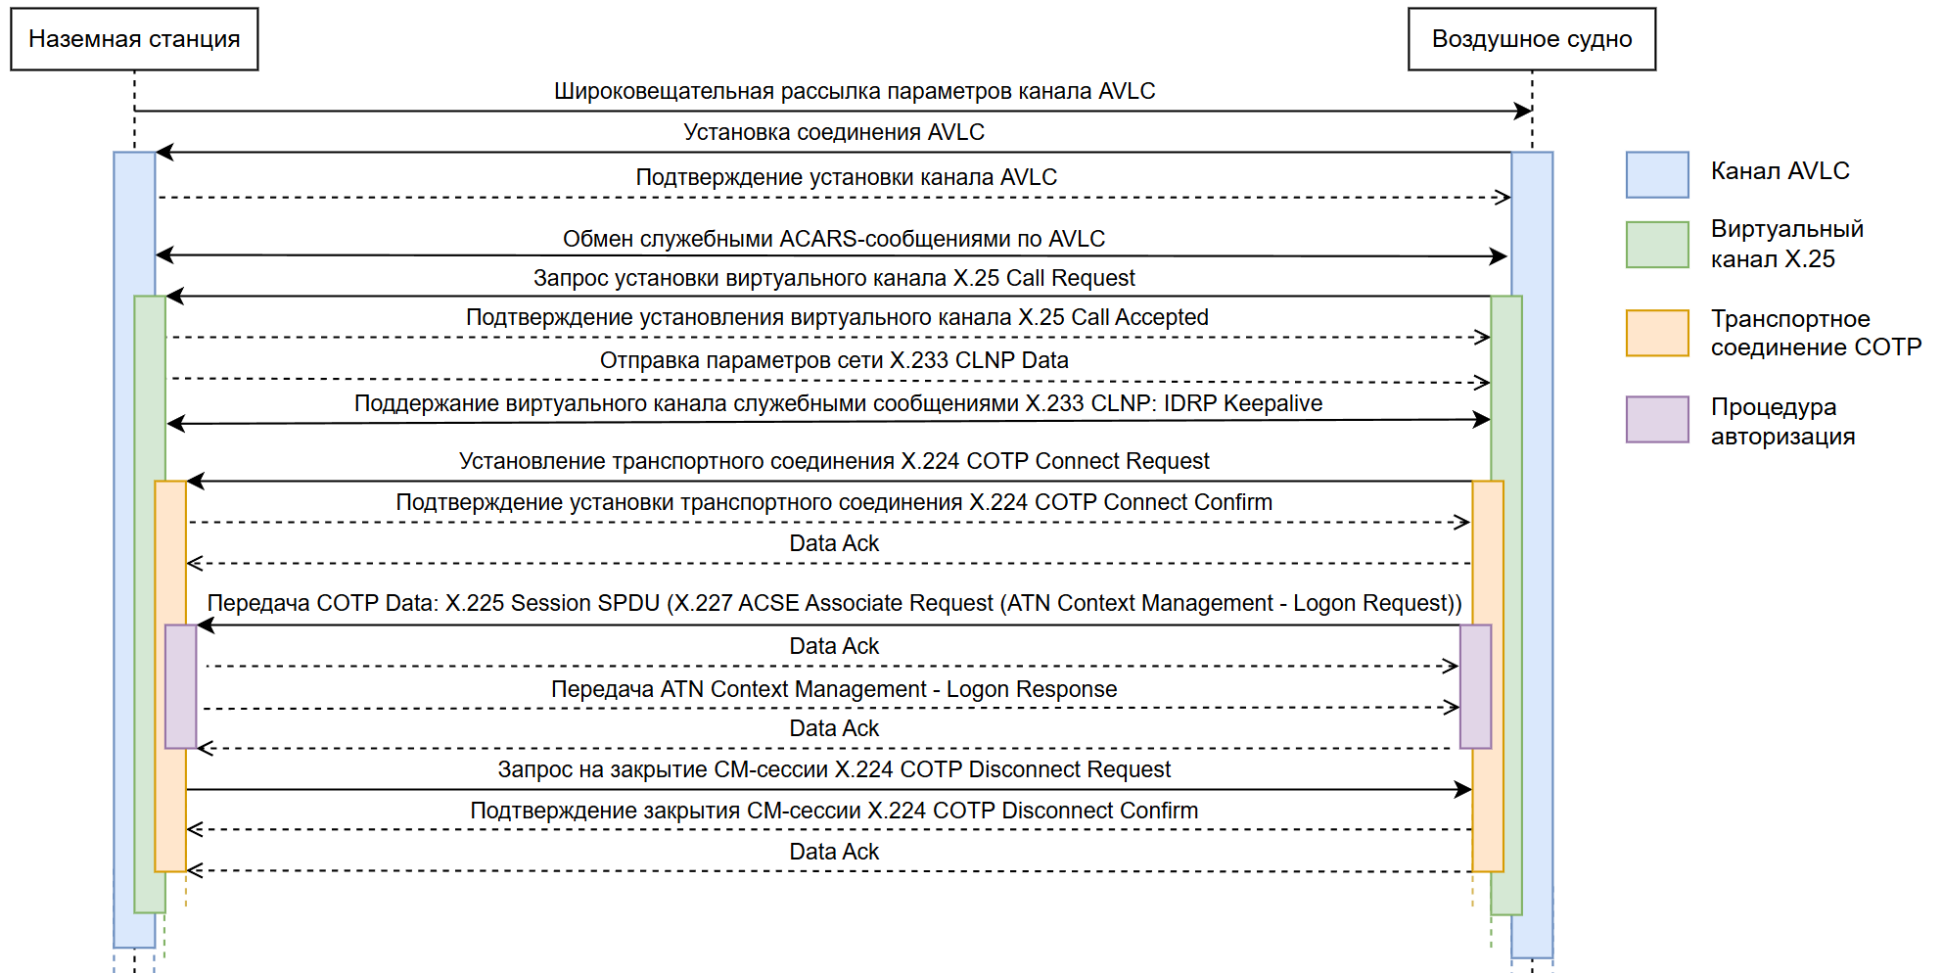 Наземная станция
Воздушное судно
Широковещательная рассылка параметров канала AVLC
Установка соединения AVLC
Подтверждение установки канала AVLC
Обмен служебными ACARS-сообщениями по AVLC
Запрос установки виртуального канала X.25 Call Request
Подтверждение установления виртуального канала X.25 Call Accepted
Отправка параметров сети X.233 CLNP Data
Поддержание виртуального канала служебными сообщениями X.233 CLNP: IDRP Keepalive
Установление транспортного соединения X.224 COTP Connect Request
Подтверждение установки транспортного соединения X.224 COTP Connect Confirm
Data Ack
Передача COTP Data: X.225 Session SPDU (X.227 ACSE Associate Request (ATN Context Management - Logon Request))
Data Ack
Передача ATN Context Management - Logon Response
Data Ack
Запрос на закрытие CM-сессии X.224 COTP Disconnect Request
Подтверждение закрытия CM-сессии X.224 COTP Disconnect Confirm
Data Ack
Канал AVLC
Виртуальный
канал X.25
Транспортное
соединение COTP
Процедура
авторизация